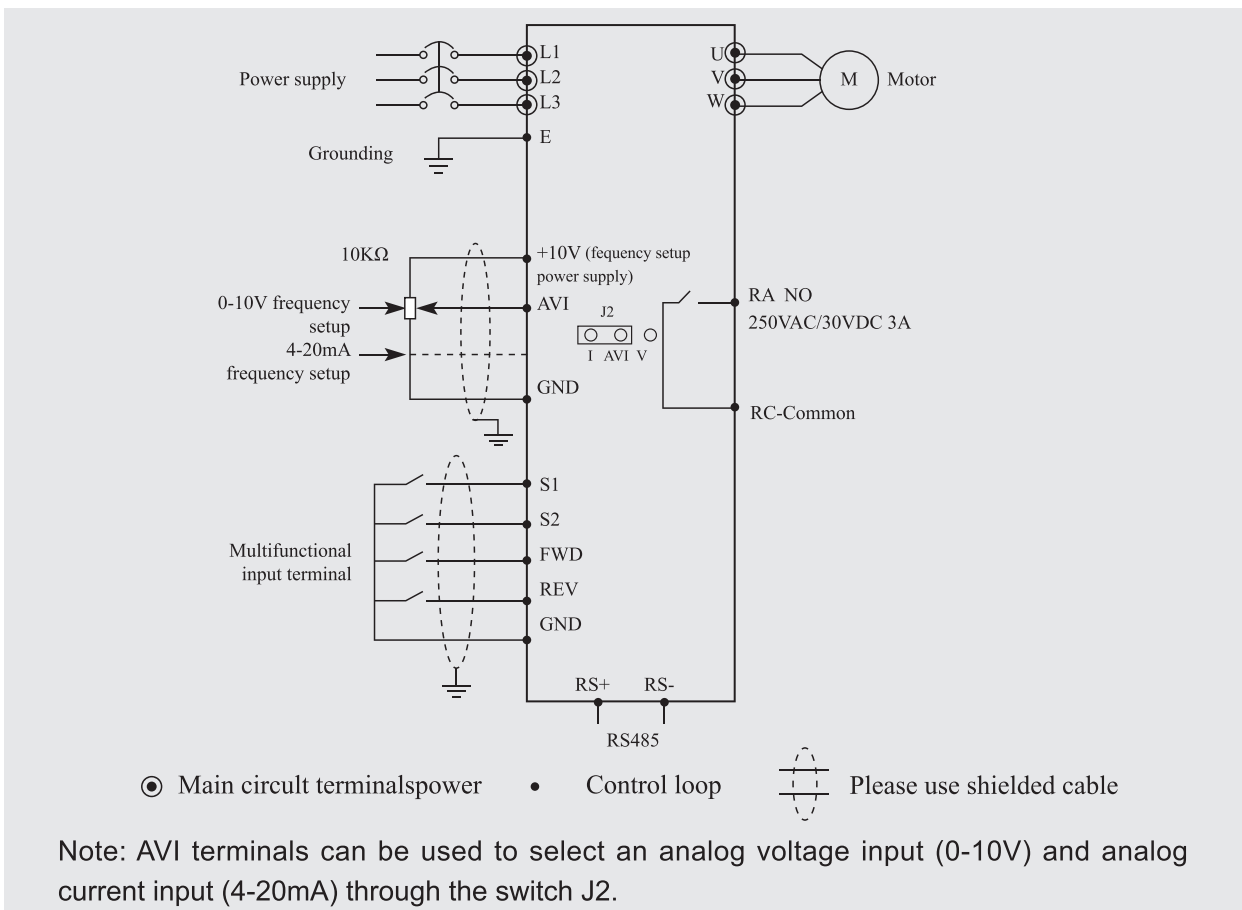 L1
L2
L3
Power supply
E
Grounding
U
V
W
M
Motor
10KΩ
+10V (fequency setup
power supply)
0-10V frequency
setup
AVI
4-20mA
frequency setup
GND
J2
I AVI V
RA NO
250VAC/30VDC 3A
RC-Common
S1
S2
FWD
REV
GND
Multifunctional
input terminal
RS+ RS-
RS485
Main circult terminalspower
Control loop
Please use shielded cable
Note: AVI terminals can be used to select an analog voltage input (0-10V) and analog
current input (4-20mA) through the switch J2.